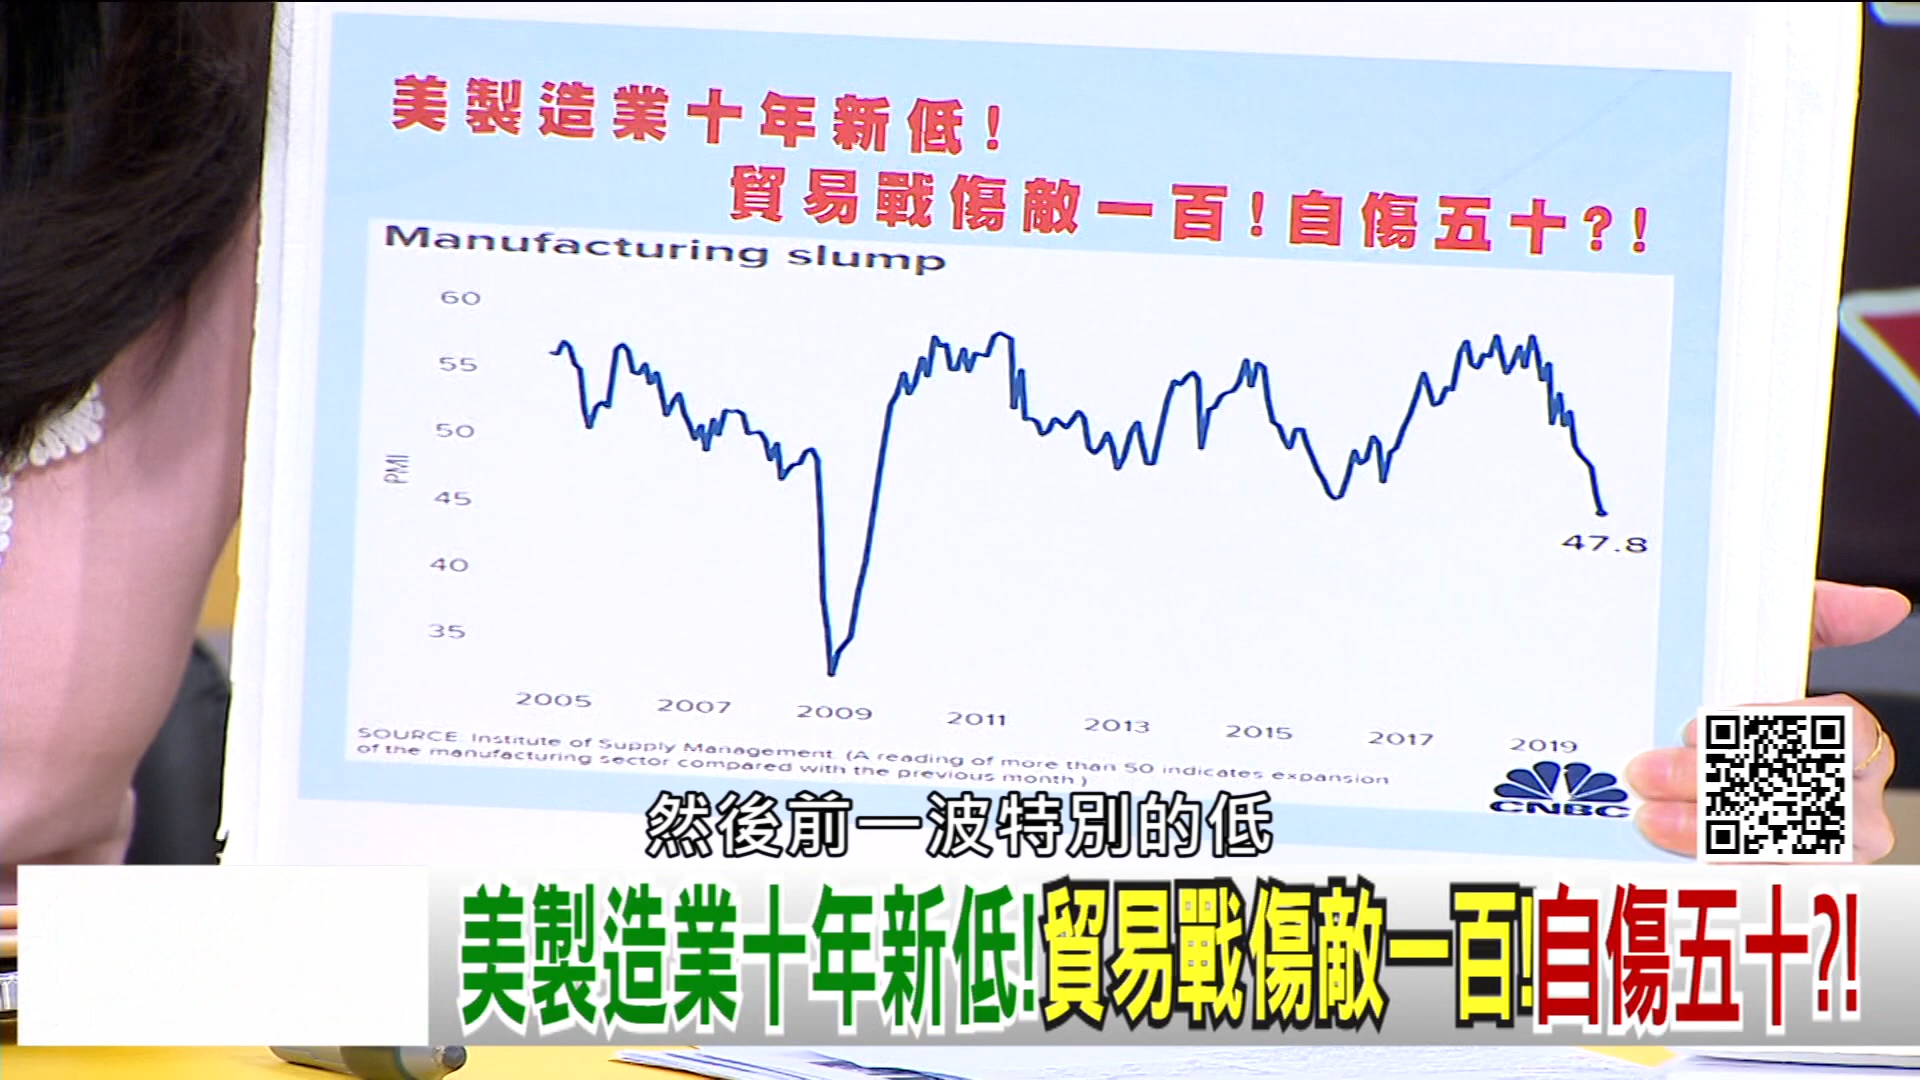 美製造業十年新低!
貿易戰傷敵一百!自傷五十?!
Manufacturing slump
60
55
50
45
40
35
PMI
47.8
2005 2007 2009 2011 2013 2015 2017 2019
SOURCE: Institute of Supply Management. (A reading of more than 50 indicates expansion
of the manufacturing sector compared with the previous month.)
CNBC
然後前一波特別的低
美製造業十年新低!貿易戰傷敵一百!自傷五十?!